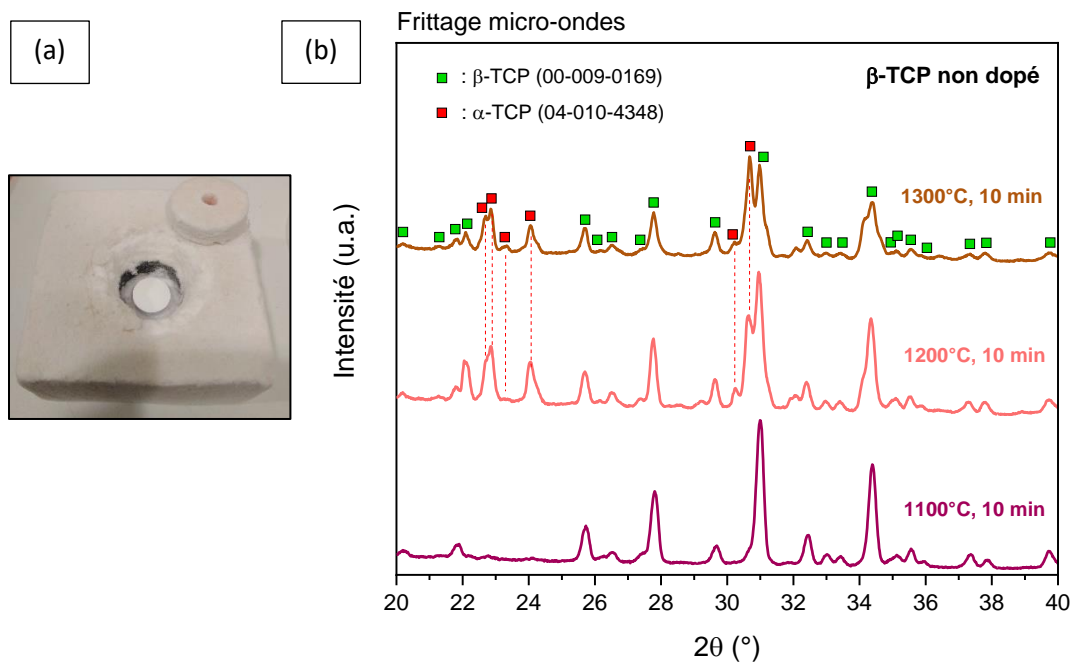 (a)
(b)
Frittage micro-ondes
: β-TCP (00-009-0169)
: α-TCP (04-010-4348)
β-TCP non dopé
1300°C, 10 min
1200°C, 10 min
1100°C, 10 min
Intensité (u.a.)
20 22 24 26 28 30 32 34 36 38 40
2θ (°)